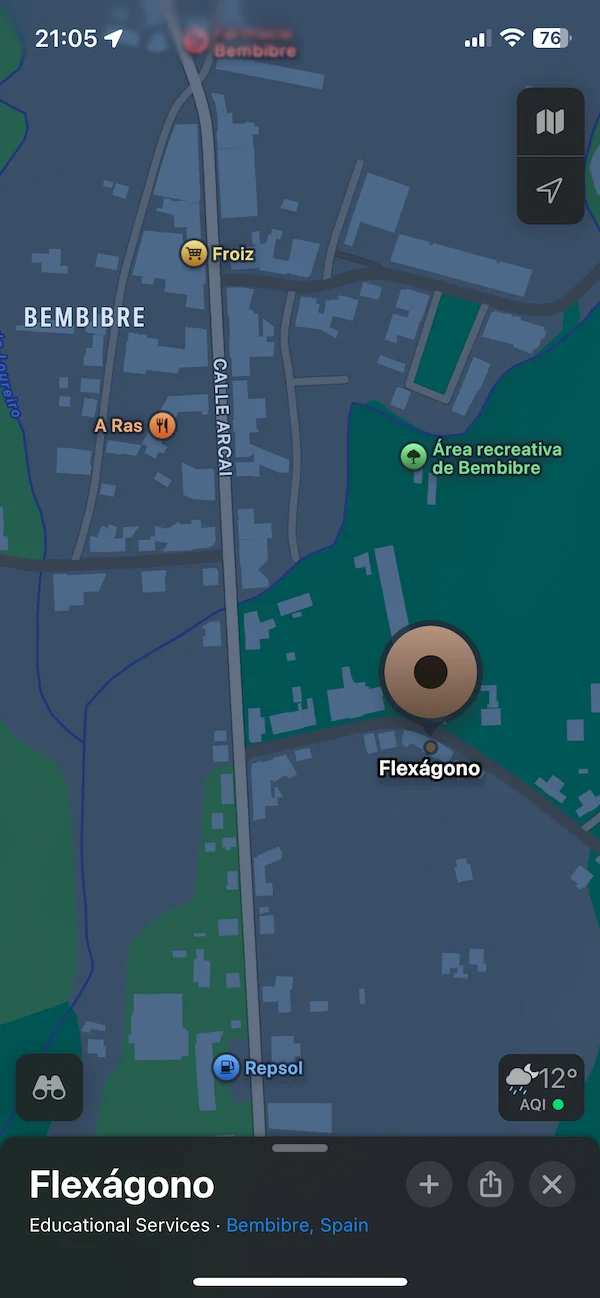 21:05
76
Farmacia
Bembibre
Froiz
BEMBIBRE
CALLE ARCAI
A Ras
Área recreativa
de Bembibre
Flexágono
Repsol
12°
AQI
Flexágono
Educational Services · Bembibre, Spain